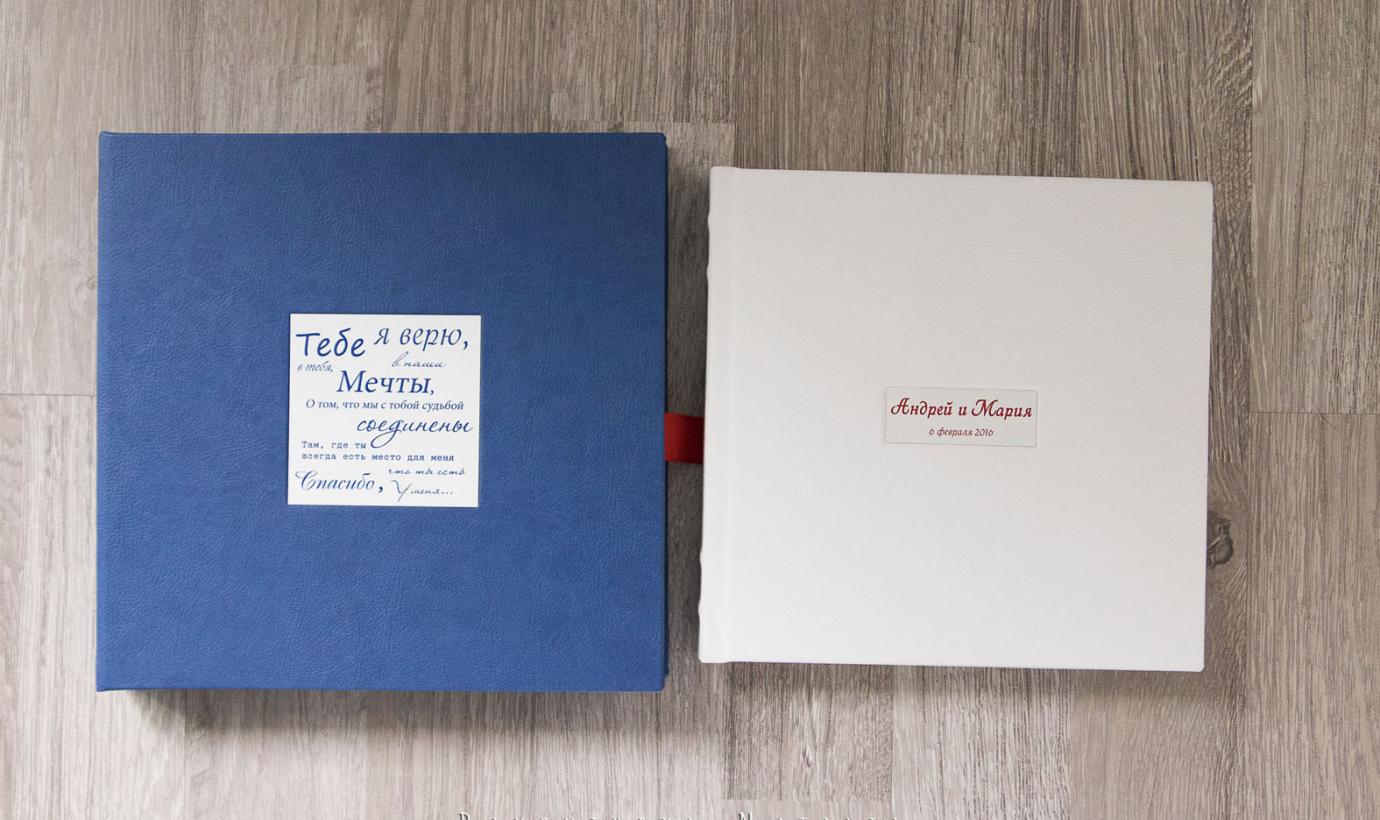 Тебе я верю,
в тебя, в наши
Мечты,
О том, что мы с тобой судьбой
соединены
Там, где ты
всегда есть место для меня
Спасибо, что ты есть
У меня...
Андрей и Мария
6 февраля 2016